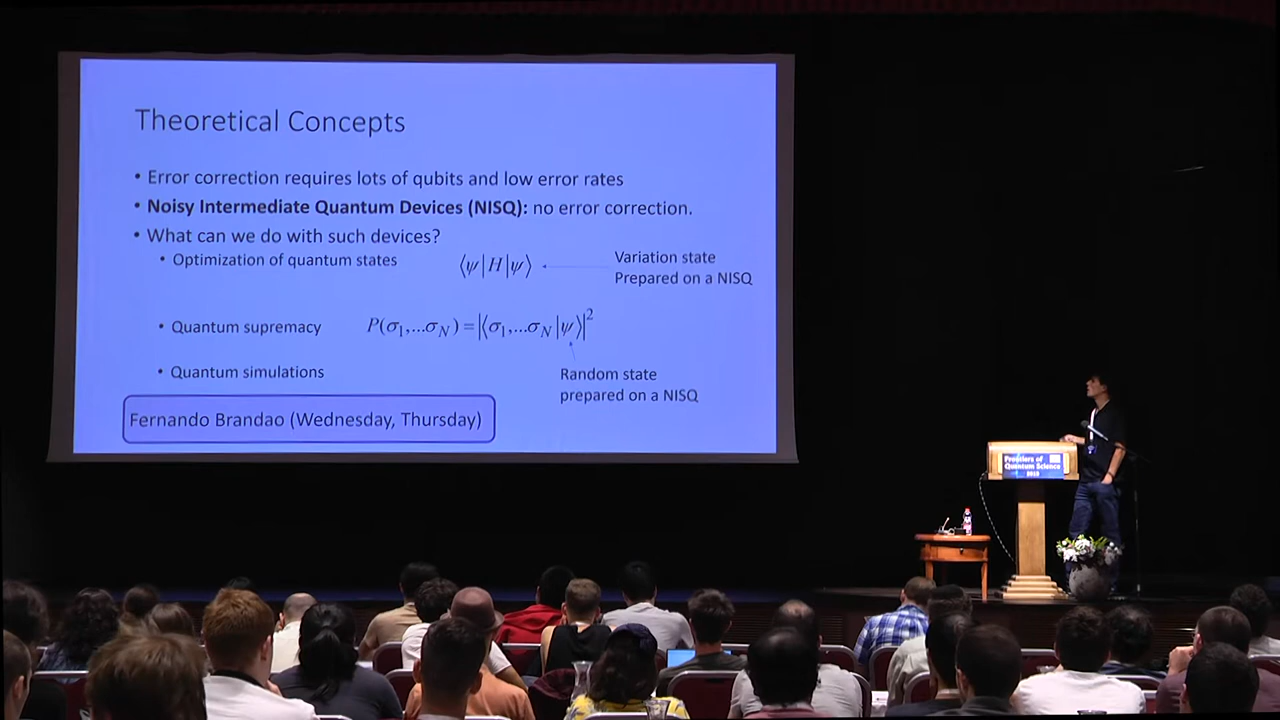 Theoretical Concepts
• Error correction requires lots of qubits and low error rates
• Noisy Intermediate Quantum Devices (NISQ): no error correction.
• What can we do with such devices?
• Optimization of quantum states
⟨ψ|H|ψ⟩
Variation state
Prepared on a NISQ
• Quantum supremacy
P(σ₁,...σ_N) = |⟨σ₁,...σ_N|ψ⟩|²
• Quantum simulations
Random state
prepared on a NISQ
Fernando Brandao (Wednesday, Thursday)
Frontiers of
Quantum Science